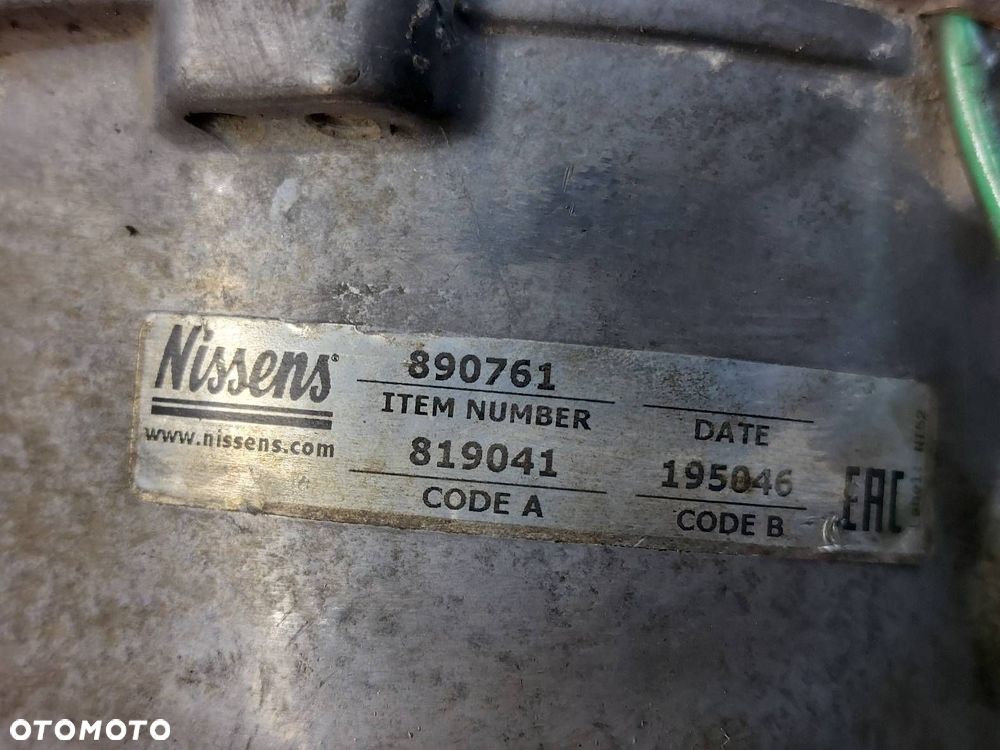 Nissens
www.nissens.com
890761
ITEM NUMBER
819041
CODE A
DATE
195046
CODE B
EAC
OTOMOTO